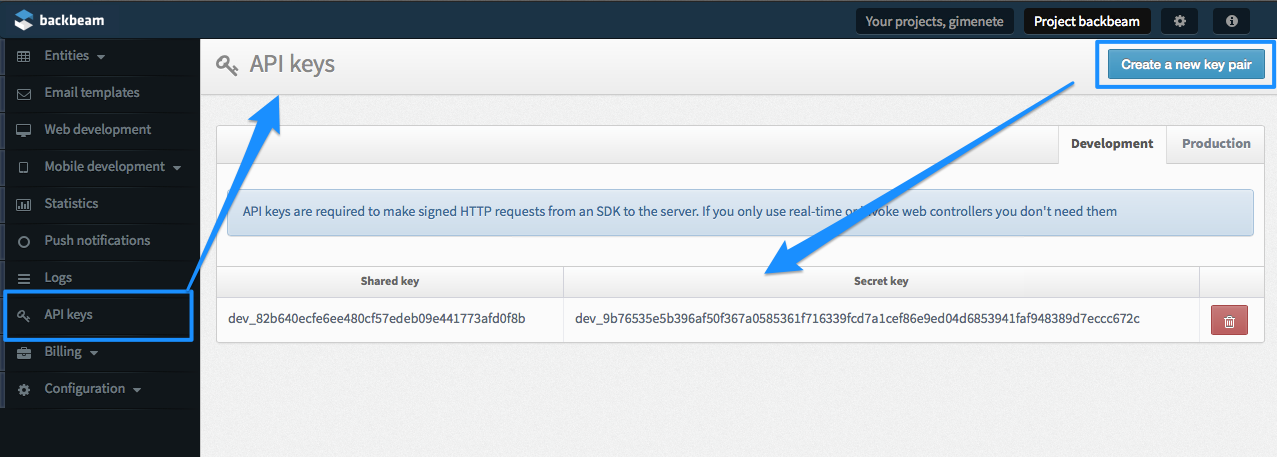 backbeam
Your projects, gimenete
Project backbeam
Entities
Email templates
Web development
Mobile development
Statistics
Push notifications
Logs
API keys
Billing
Configuration
API keys
Create a new key pair
Development
Production
API keys are required to make signed HTTP requests from an SDK to the server. If you only use real-time web controllers you don't need them
Shared key
Secret key
dev_82b640ecfe6ee480cf57edeb09e441773afd0f8b
dev_9b76535e5b396af50f367a0585361f716339fcd7a1cef86e9ed04d6853941faf948389d7eccc672c